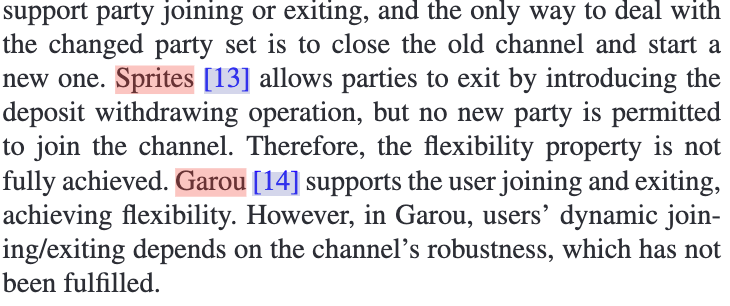 support party joining or exiting, and the only way to deal with
the changed party set is to close the old channel and start a
new one. Sprites [13] allows parties to exit by introducing the
deposit withdrawing operation, but no new party is permitted
to join the channel. Therefore, the flexibility property is not
fully achieved. Garou [14] supports the user joining and exiting,
achieving flexibility. However, in Garou, users’ dynamic join-
ing/exiting depends on the channel’s robustness, which has not
been fulfilled.